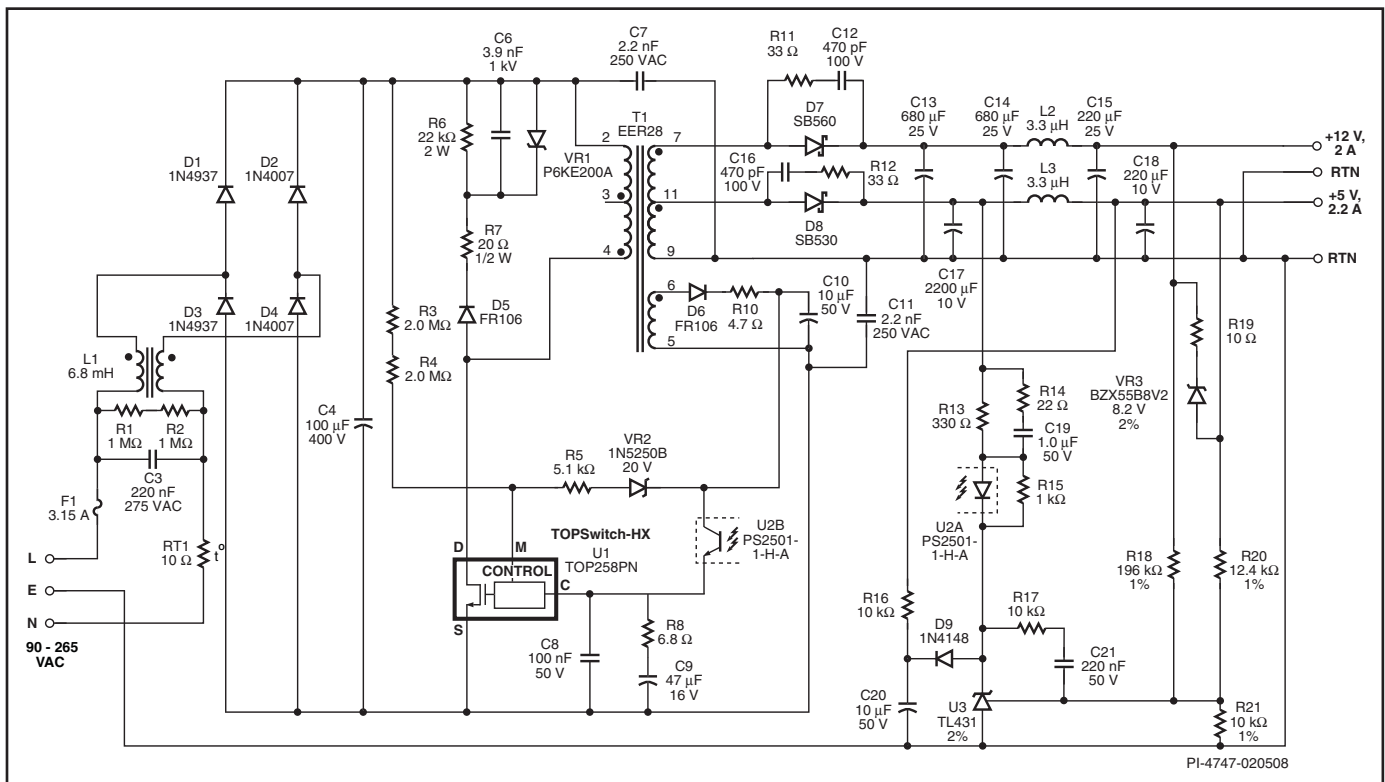 C6
3.9 nF
1 kV
C7
2.2 nF
250 VAC
R11
33 Ω
C12
470 pF
100 V
D7
SB560
C13
680 µF
25 V
C14
680 µF
25 V
L2
3.3 µH
C15
220 µF
25 V
+12 V,
2 A
RTN
+5 V,
2.2 A
RTN
T1
EER28
2
3
4
7
11
9
6
5
R6
22 kΩ
2 W
VR1
P6KE200A
C16
470 pF
100 V
R12
33 Ω
D8
SB530
L3
3.3 µH
C18
220 µF
10 V
D1
1N4937
D2
1N4007
R7
20 Ω
1/2 W
D3
1N4937
D4
1N4007
D5
FR106
R3
2.0 MΩ
R4
2.0 MΩ
D6
FR106
R10
4.7 Ω
C10
10 µF
50 V
C11
2.2 nF
250 VAC
C17
2200 µF
10 V
R19
10 Ω
VR3
BZX55B8V2
8.2 V
2%
L1
6.8 mH
R1
1 MΩ
R2
1 MΩ
C3
220 nF
275 VAC
C4
100 µF
400 V
R13
330 Ω
R14
22 Ω
C19
1.0 µF
50 V
R15
1 kΩ
U2A
PS2501-
1-H-A
R5
5.1 kΩ
VR2
1N5250B
20 V
U2B
PS2501-
1-H-A
F1
3.15 A
RT1
10 Ω
t°
L
E
N
90 - 265
VAC
TOPSwitch-HX
U1
TOP258PN
D
M
CONTROL
C
S
C8
100 nF
50 V
R8
6.8 Ω
C9
47 µF
16 V
R16
10 kΩ
D9
1N4148
R17
10 kΩ
C21
220 nF
50 V
R18
196 kΩ
1%
R20
12.4 kΩ
1%
C20
10 µF
50 V
U3
TL431
2%
R21
10 kΩ
1%
PI-4747-020508